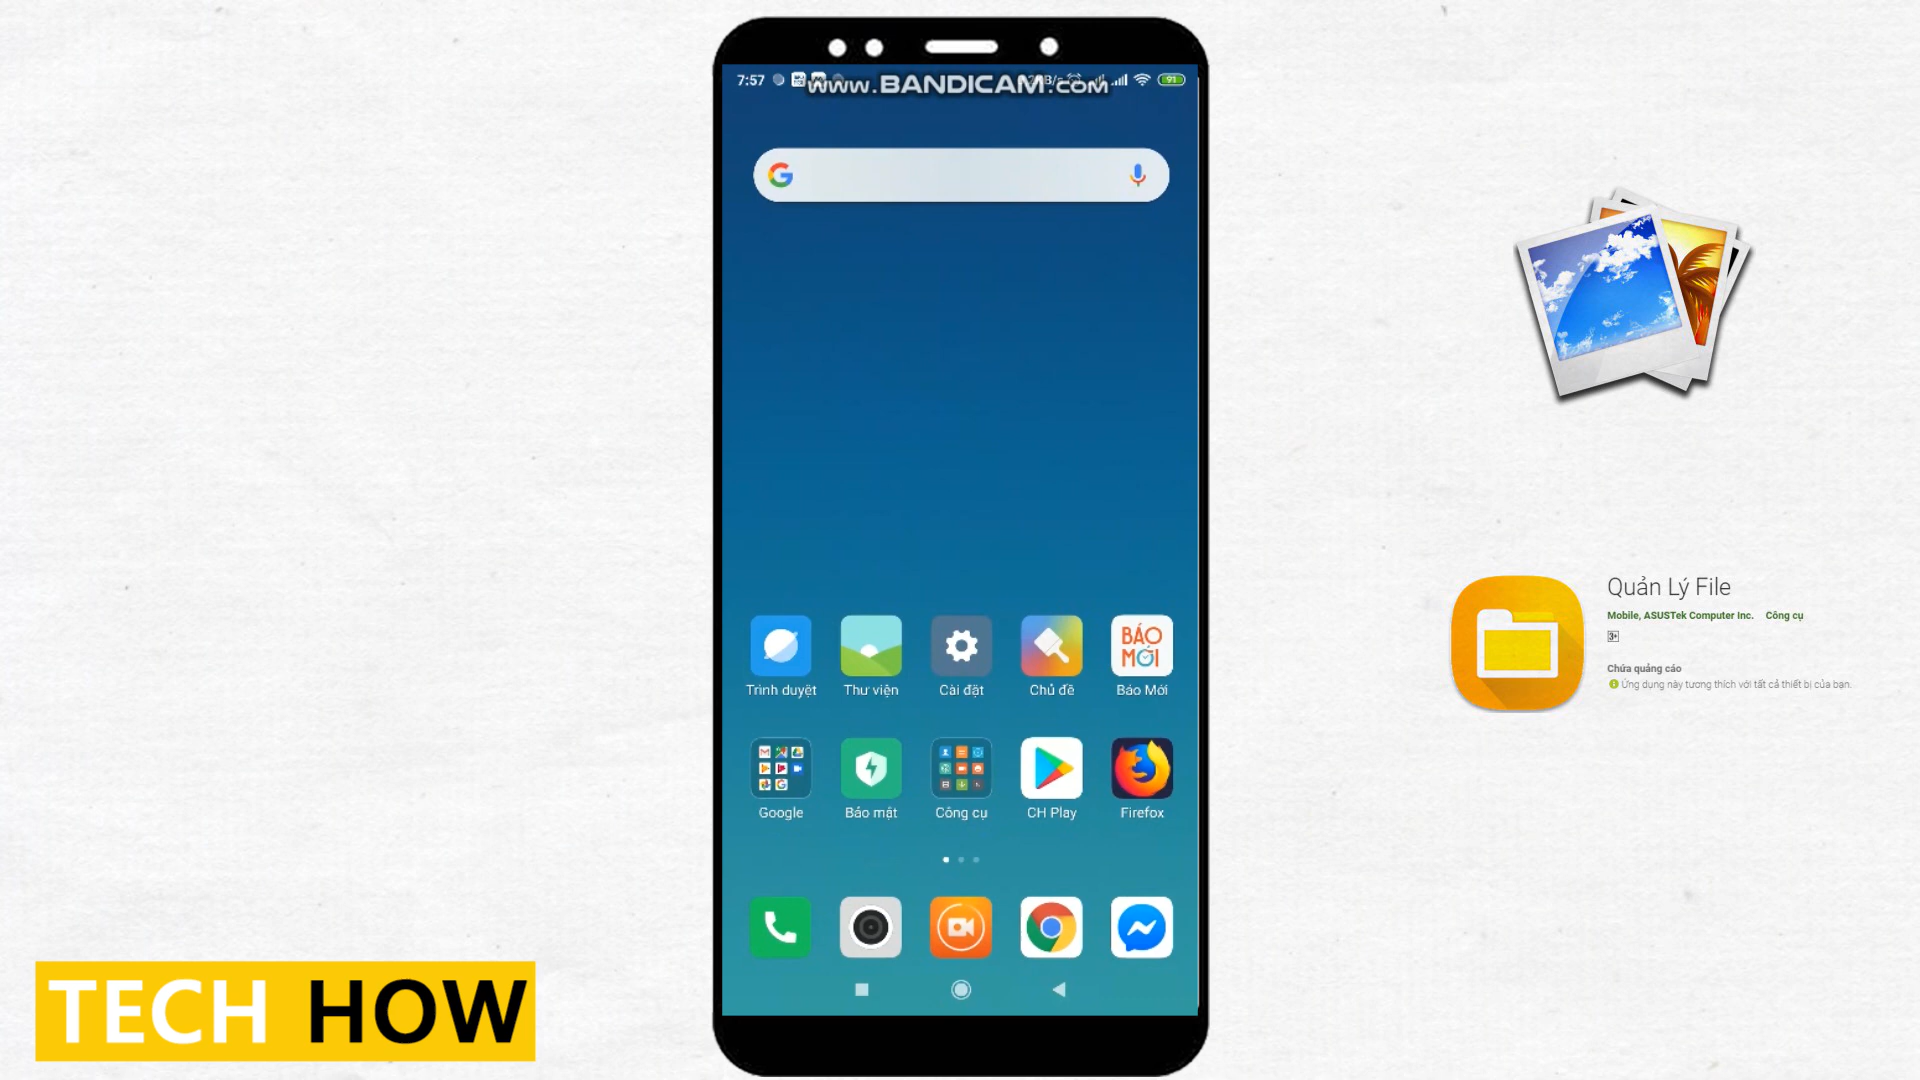 7:57
www.BANDICAM.com
91
Trình duyệt
Thư viện
Cài đặt
Chủ đề
BÁO MỚI
Báo Mới
Google
Bảo mật
Công cụ
CH Play
Firefox
Quản Lý File
Mobile, ASUSTek Computer Inc. Công cụ
3+
Chứa quảng cáo
Ứng dụng này tương thích với tất cả thiết bị của bạn.
TECH HOW